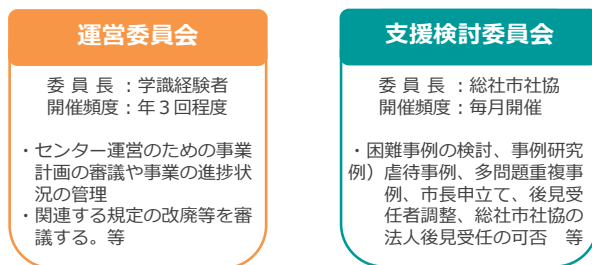 運営委員会
委 員 長 ：学識経験者
開催頻度：年３回程度
・センター運営のための事業
計画の審議や事業の進捗状
況の管理
・関連する規定の改廃等を審
議する。等
支援検討委員会
委 員 長 ：総社市社協
開催頻度：毎月開催
・困難事例の検討、事例研究
例）虐待事例、多問題重複事
例、市長申立て、後見受
任者調整、総社市社協の
法人後見受任の可否　等